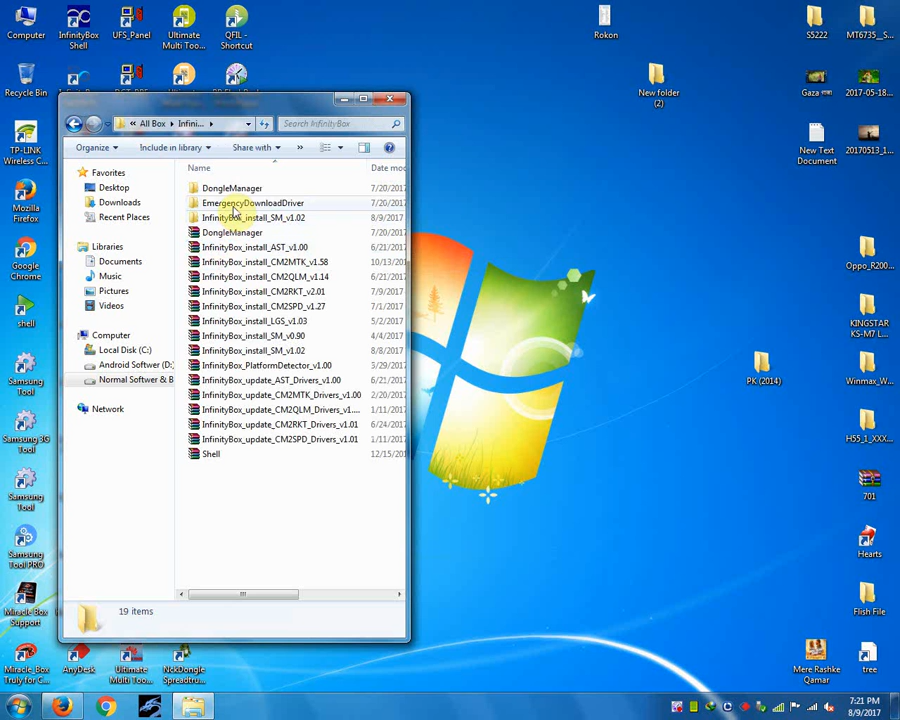 Computer
InfinityBox
Shell
UFS_Panel
Ultimate
Multi Too...
QFIL -
Shortcut
Recycle Bin
TP-LINK
Wireless C...
Mozilla
Firefox
Google
Chrome
shell
Samsung
Tool
Samsung 3G
Tool
Samsung
Tool
Samsung
Tool PRO
Miracle Box
Support
Miracle_Box
Truly for C...
AnyDesk
Ultimate
Multi Too...
NckDongle
Spreadtru...
All Box
Infini...
Search InfinityBox
Organize
Include in library
Share with
»
Favorites
Desktop
Downloads
Recent Places
Libraries
Documents
Music
Pictures
Videos
Computer
Local Disk (C:)
Android Softwer (D:)
Normal Softwer & B
Network
Name
Date modi
DongleManager 7/20/2017
EmergencyDownloadDriver 7/20/2017
InfinityBox_install_SM_v1.02 8/9/2017
DongleManager 7/20/2017
InfinityBox_install_AST_v1.00 6/21/2017
InfinityBox_install_CM2MTK_v1.58 10/13/201
InfinityBox_install_CM2QLM_v1.14 6/21/2017
InfinityBox_install_CM2RKT_v2.01 7/9/2017
InfinityBox_install_CM2SPD_v1.27 7/1/2017
InfinityBox_install_LGS_v1.03 5/2/2017
InfinityBox_install_SM_v0.90 4/4/2017
InfinityBox_install_SM_v1.02 8/8/2017
InfinityBox_PlatformDetector_v1.00 3/29/2017
InfinityBox_update_AST_Drivers_v1.00 6/21/2017
InfinityBox_update_CM2MTK_Drivers_v1.00 2/20/2017
InfinityBox_update_CM2QLM_Drivers_v1.... 1/11/2017
InfinityBox_update_CM2RKT_Drivers_v1.01 6/24/2017
InfinityBox_update_CM2SPD_Drivers_v1.01 1/11/2017
Shell 12/15/201
19 items
Rokon
New folder
(2)
PK (2014)
S5222
MT6735__S...
Gaza বাজা
2017-05-18...
New Text
Document
20170513_1...
Oppo_R200...
KINGSTAR
KS-M7 L...
Winmax_W...
H55_1_XXX...
701
Hearts
Flish File
Mere Rashke
Qamar
tree
7:21 PM
8/9/2017